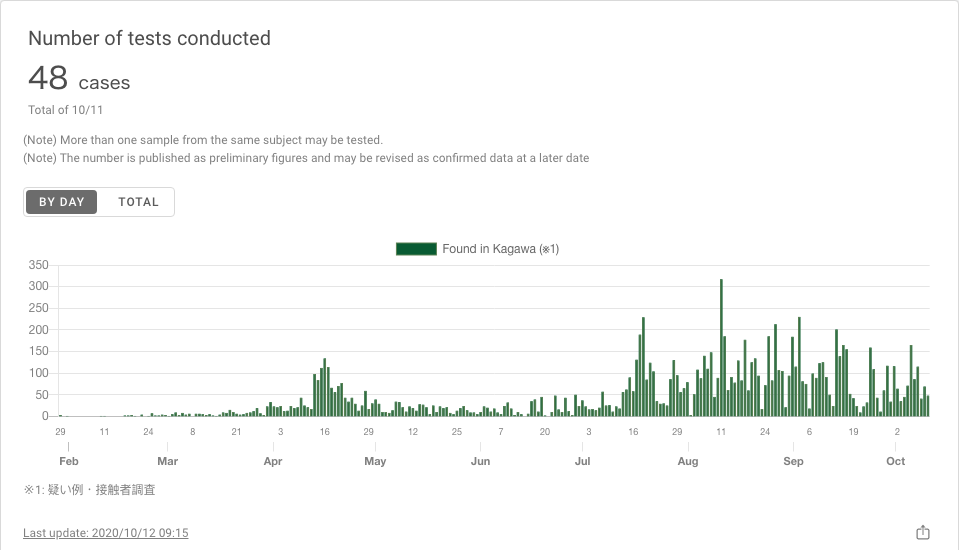 Number of tests conducted
48 cases
Total of 10/11
(Note) More than one sample from the same subject may be tested.
(Note) The number is published as preliminary figures and may be revised as confirmed data at a later date
BY DAY TOTAL
Found in Kagawa (※1)
350
300
250
200
150
100
50
0
29 11 24 8 21 3 16 29 12 25 7 20 3 16 29 11 24 6 19 2
Feb Mar Apr May Jun Jul Aug Sep Oct
※1: 疑い例・接触者調査
Last update: 2020/10/12 09:15